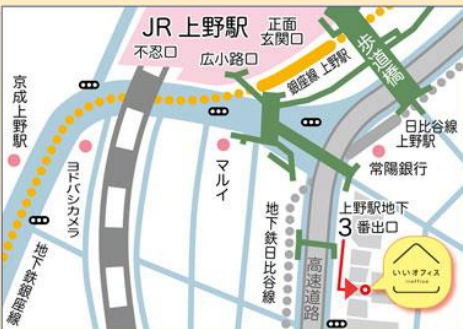 JR 上野駅
正面
玄関口
不忍口
広小路口
銀座線 上野駅
歩道橋
京成上野駅
日比谷線
上野駅
ヨドバシカメラ
マルイ
常陽銀行
地下鉄日比谷線
上野駅地下
3 番出口
地下鉄銀座線
高速道路
いいオフィス